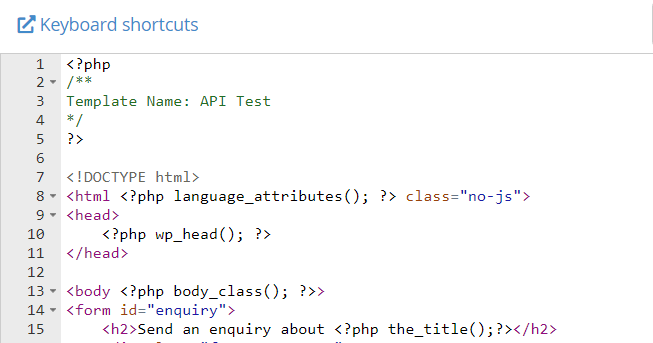 Keyboard shortcuts
1 <?php
2 /**
3 Template Name: API Test
4 */
5 ?>
6
7 <!DOCTYPE html>
8 <html <?php language_attributes(); ?> class="no-js">
9 <head>
10 <?php wp_head(); ?>
11 </head>
12
13 <body <?php body_class(); ?>>
14 <form id="enquiry">
15 <h2>Send an enquiry about <?php the_title();?></h2>